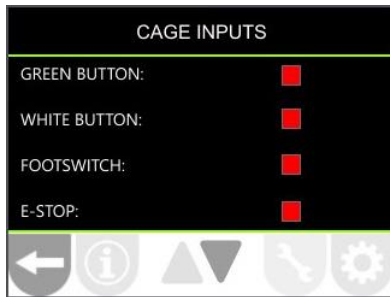 CAGE INPUTS
GREEN BUTTON:
WHITE BUTTON:
FOOTSWITCH:
E-STOP: